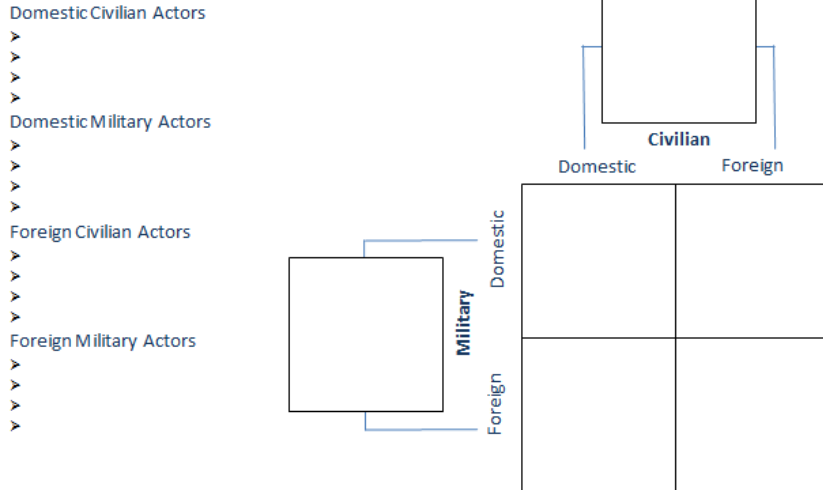 Domestic Civilian Actors
➢
➢
➢
➢
Domestic Military Actors
➢
➢
➢
➢
Foreign Civilian Actors
➢
➢
➢
➢
Foreign Military Actors
➢
➢
➢
➢
Civilian
Domestic Foreign
Military
Domestic
Foreign